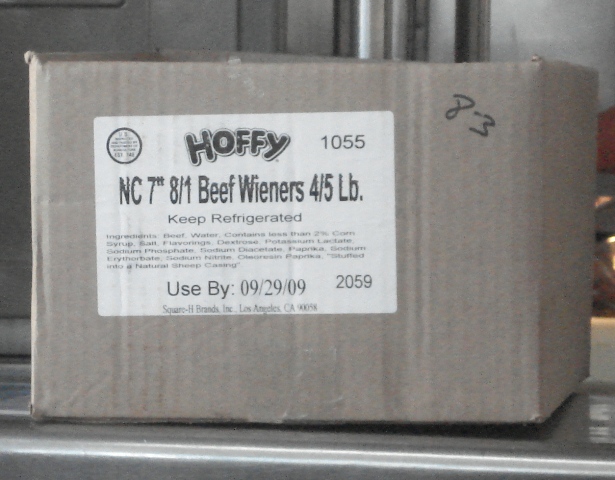 HOFFY 1055
NC 7" 8/1 Beef Wieners 4/5 Lb.
Keep Refrigerated
Ingredients: Beef, Water, Contains less than 2% Corn
Syrup, Salt, Flavorings, Dextrose, Potassium Lactate,
Sodium Phosphate, Sodium Diacetate, Paprika, Sodium
Erythorbate, Sodium Nitrite, Oleoresin Paprika, "Stuffed
into a Natural Sheep Casing"
Use By: 09/29/09 2059
Square-H Brands, Inc., Los Angeles, CA 90058
83